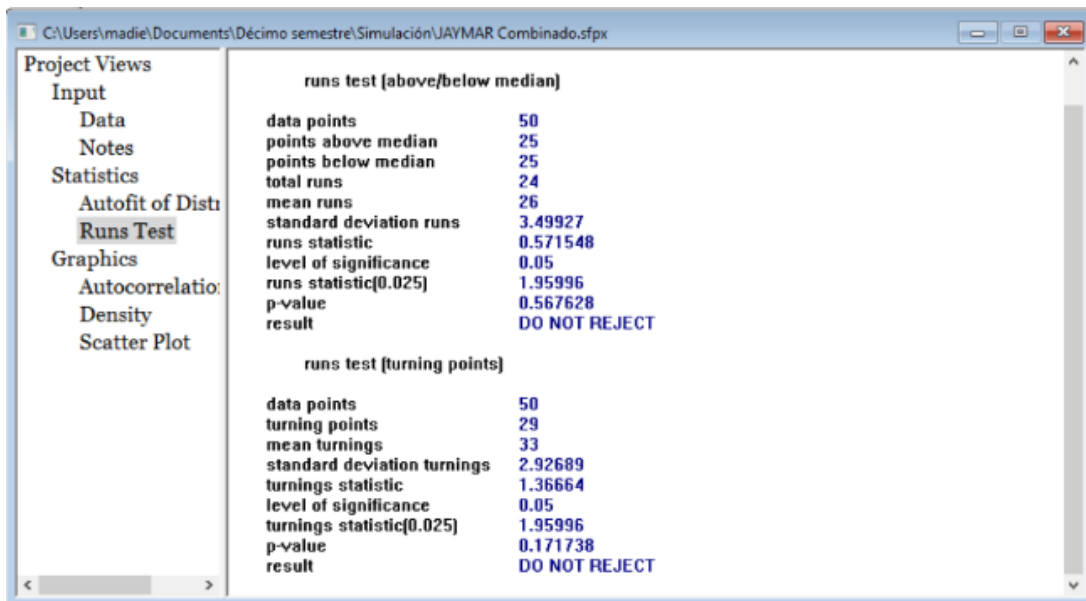 C:\Users\madie\Documents\Décimo semestre\Simulación\JAYMAR Combinado.sfpx
Project Views
Input
Data
Notes
Statistics
Autofit of Distr
Runs Test
Graphics
Autocorrelation
Density
Scatter Plot
runs test (above/below median)
data points 50
points above median 25
points below median 25
total runs 24
mean runs 26
standard deviation runs 3.49927
runs statistic 0.571548
level of significance 0.05
runs statistic(0.025) 1.95996
p-value 0.567628
result DO NOT REJECT
runs test (turning points)
data points 50
turning points 29
mean turnings 33
standard deviation turnings 2.92689
turnings statistic 1.36664
level of significance 0.05
turnings statistic(0.025) 1.95996
p-value 0.171738
result DO NOT REJECT